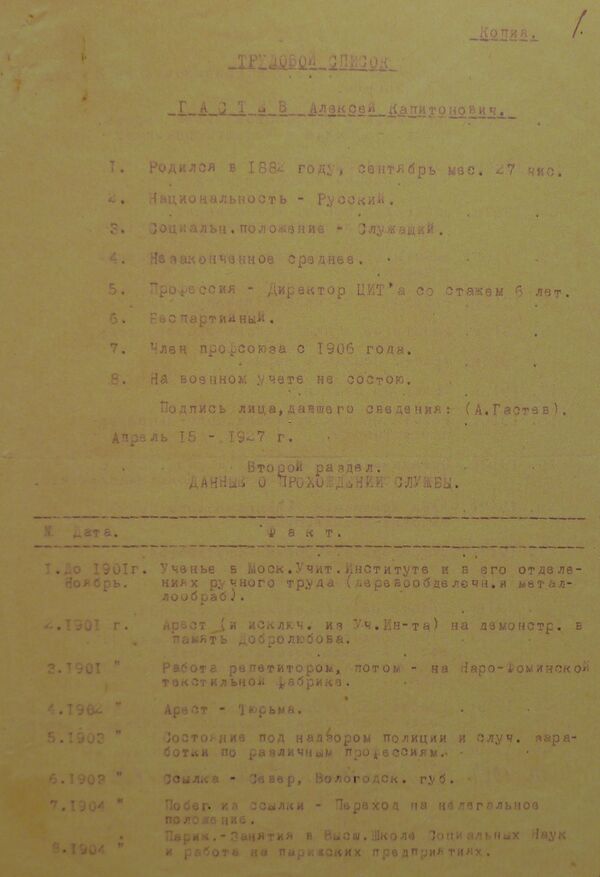 Копия. 1.
ТРУДОВОЙ СПИСОК
ГАСТЕВ Алексей Капитонович.
1. Родился в 1882 году, сентябрь мес. 27 чис.
2. Национальность - Русский.
3. Социальн.положение - Служащий.
4. Незаконченное среднее.
5. Профессия - Директор ЦИТ'а со стажем 6 лет.
6. Беспартийный.
7. Член профсоюза с 1906 года.
8. На военном учете не состою.
Подпись лица,давшего сведения: (А.Гастев).
Апрель 15 - 1927 г.
Второй раздел.
ДАННЫЕ О ПРОХОЖДЕНИИ СЛУЖБЫ.
№ Дата. Факт.
1.До 1901г. Ученье в Моск.Учит.Институте и в его отделе-
Ноябрь. ниях ручного труда (деревообделечн.и метал-
лообраб).
2.1901 г. Арест (и исключ. из Уч.Ин-та) на демонстр. в
память Добролюбова.
3.1901 " Работа репетитором, потом - на Наро-Фоминской
текстильной фабрике.
4.1902 " Арест - Тюрьма.
5.1903 " Состояние под надзором полиции и случ. зара-
ботки по различным профессиям.
6.1903 " Ссылка - Север, Вологодск. губ.
7.1904 " Побег из ссылки - Переход на нелегальное
положение.
8.1904 " Париж.-Занятия в Высш.Школе Социальных Наук
и работа на парижских предприятиях.